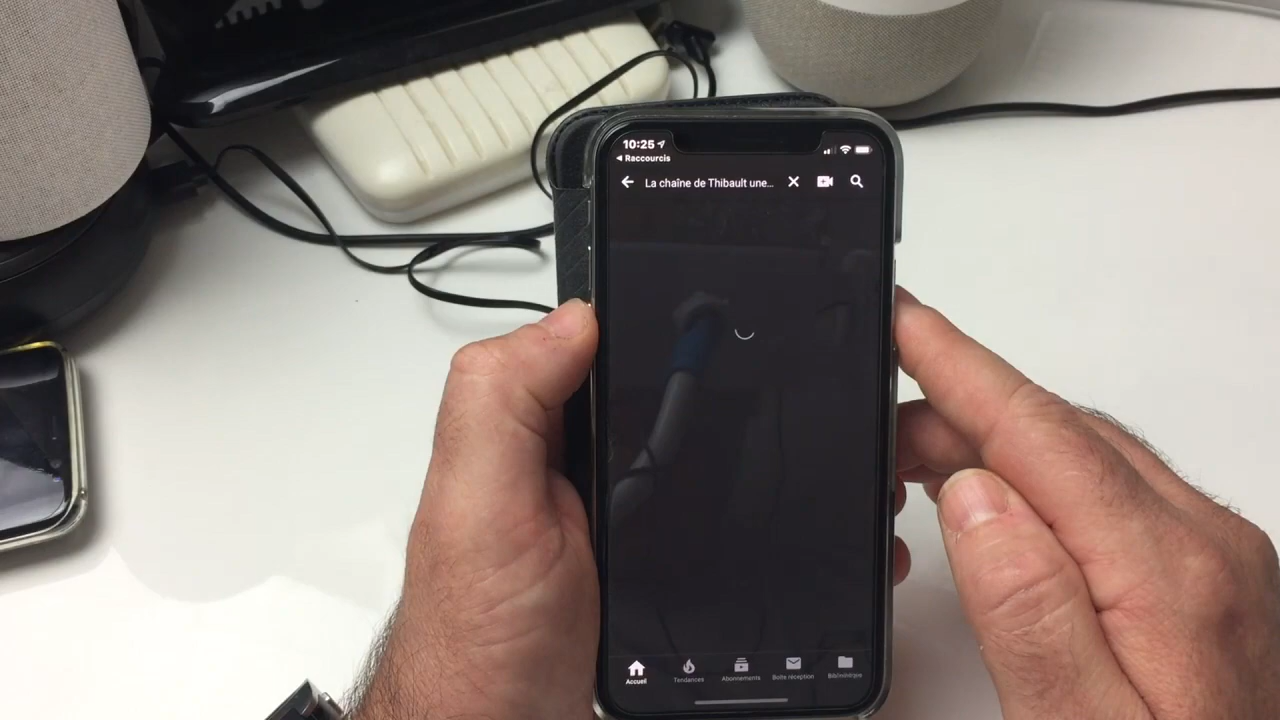 10:25
Raccourcis
La chaîne de Thibault une...
Accueil
Tendances
Abonnements
Boîte réception
Bibliothèque